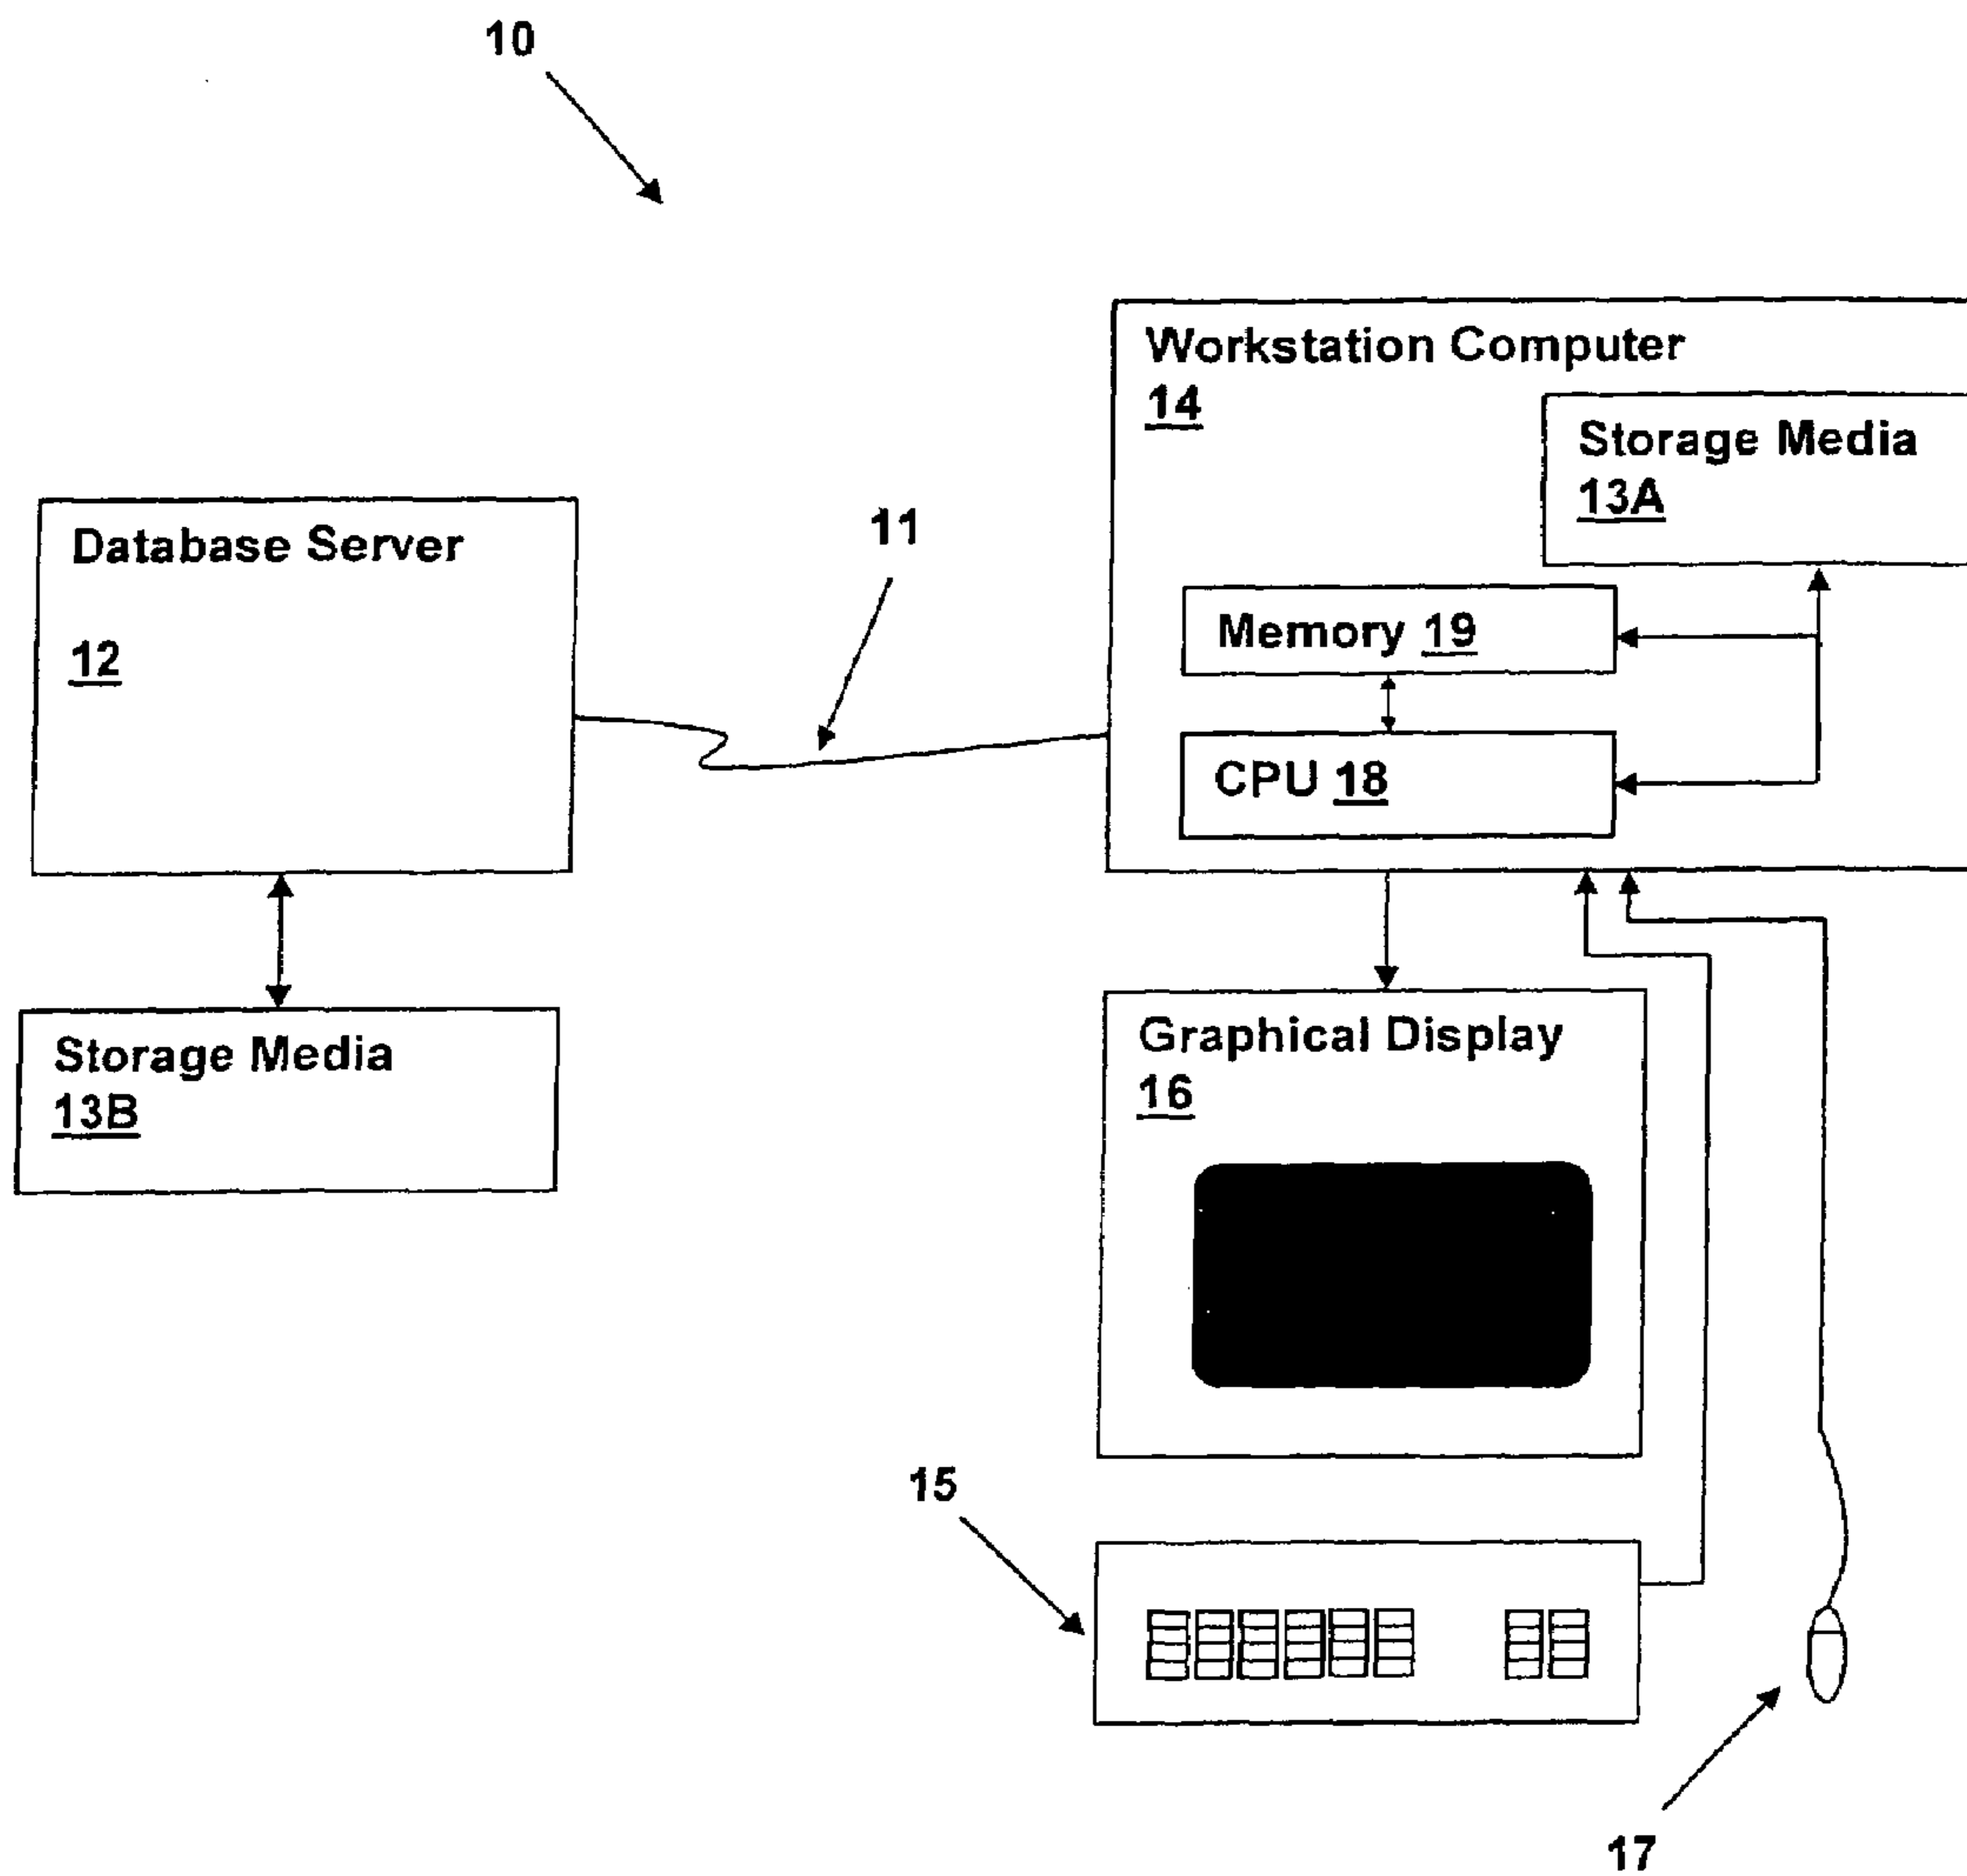 10
Workstation Computer
14
Storage Media
13A
Database Server
12
11
Memory 19
CPU 18
Storage Media
13B
Graphical Display
16
15
17